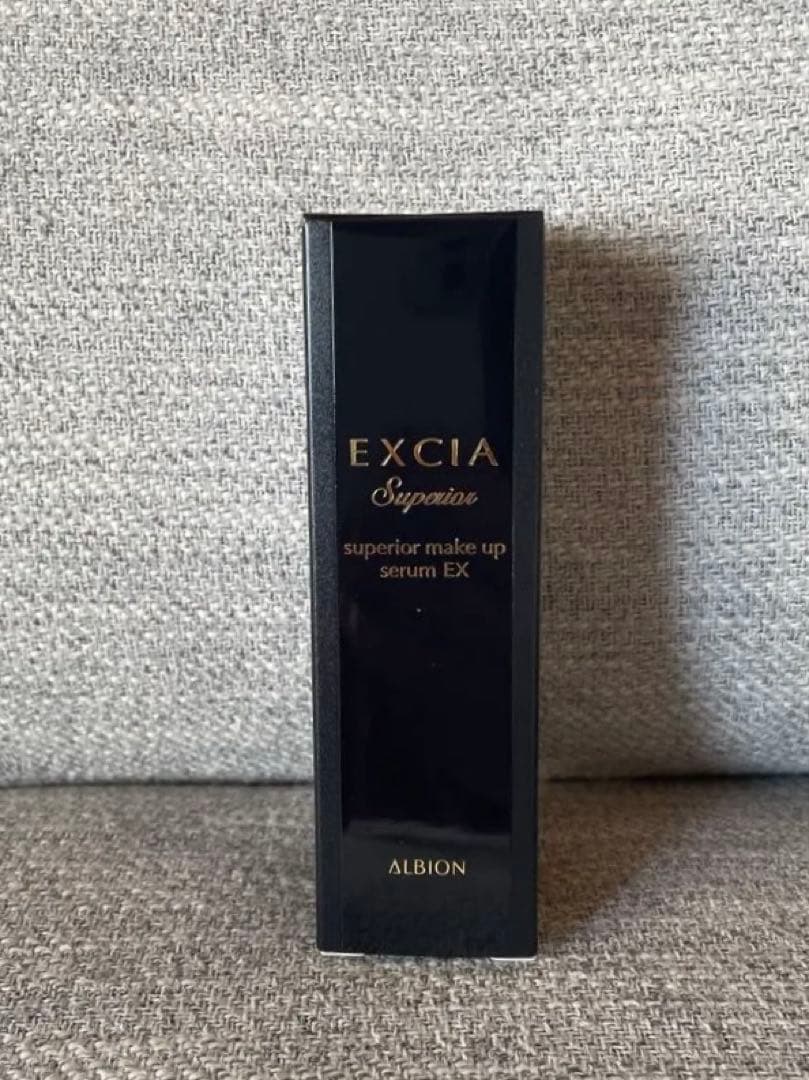 EXCIA
Superior
superior make up
serum EX
ALBION